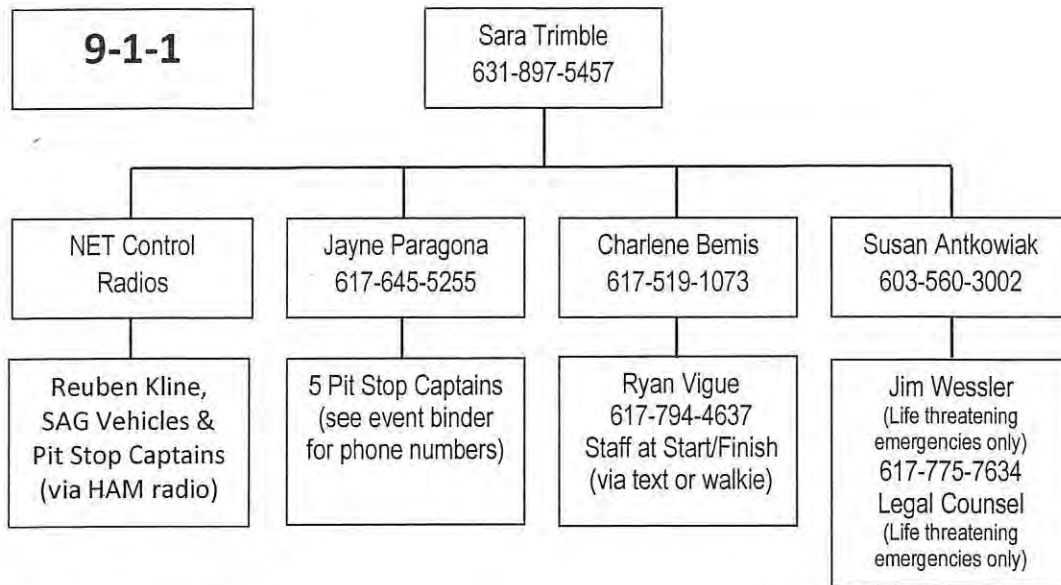 9-1-1
Sara Trimble
631-897-5457
NET Control
Radios
Jayne Paragona
617-645-5255
Charlene Bemis
617-519-1073
Susan Antkowiak
603-560-3002
Reuben Kline,
SAG Vehicles &
Pit Stop Captains
(via HAM radio)
5 Pit Stop Captains
(see event binder
for phone numbers)
Ryan Vigue
617-794-4637
Staff at Start/Finish
(via text or walkie)
Jim Wessler
(Life threatening
emergencies only)
617-775-7634
Legal Counsel
(Life threatening
emergencies only)